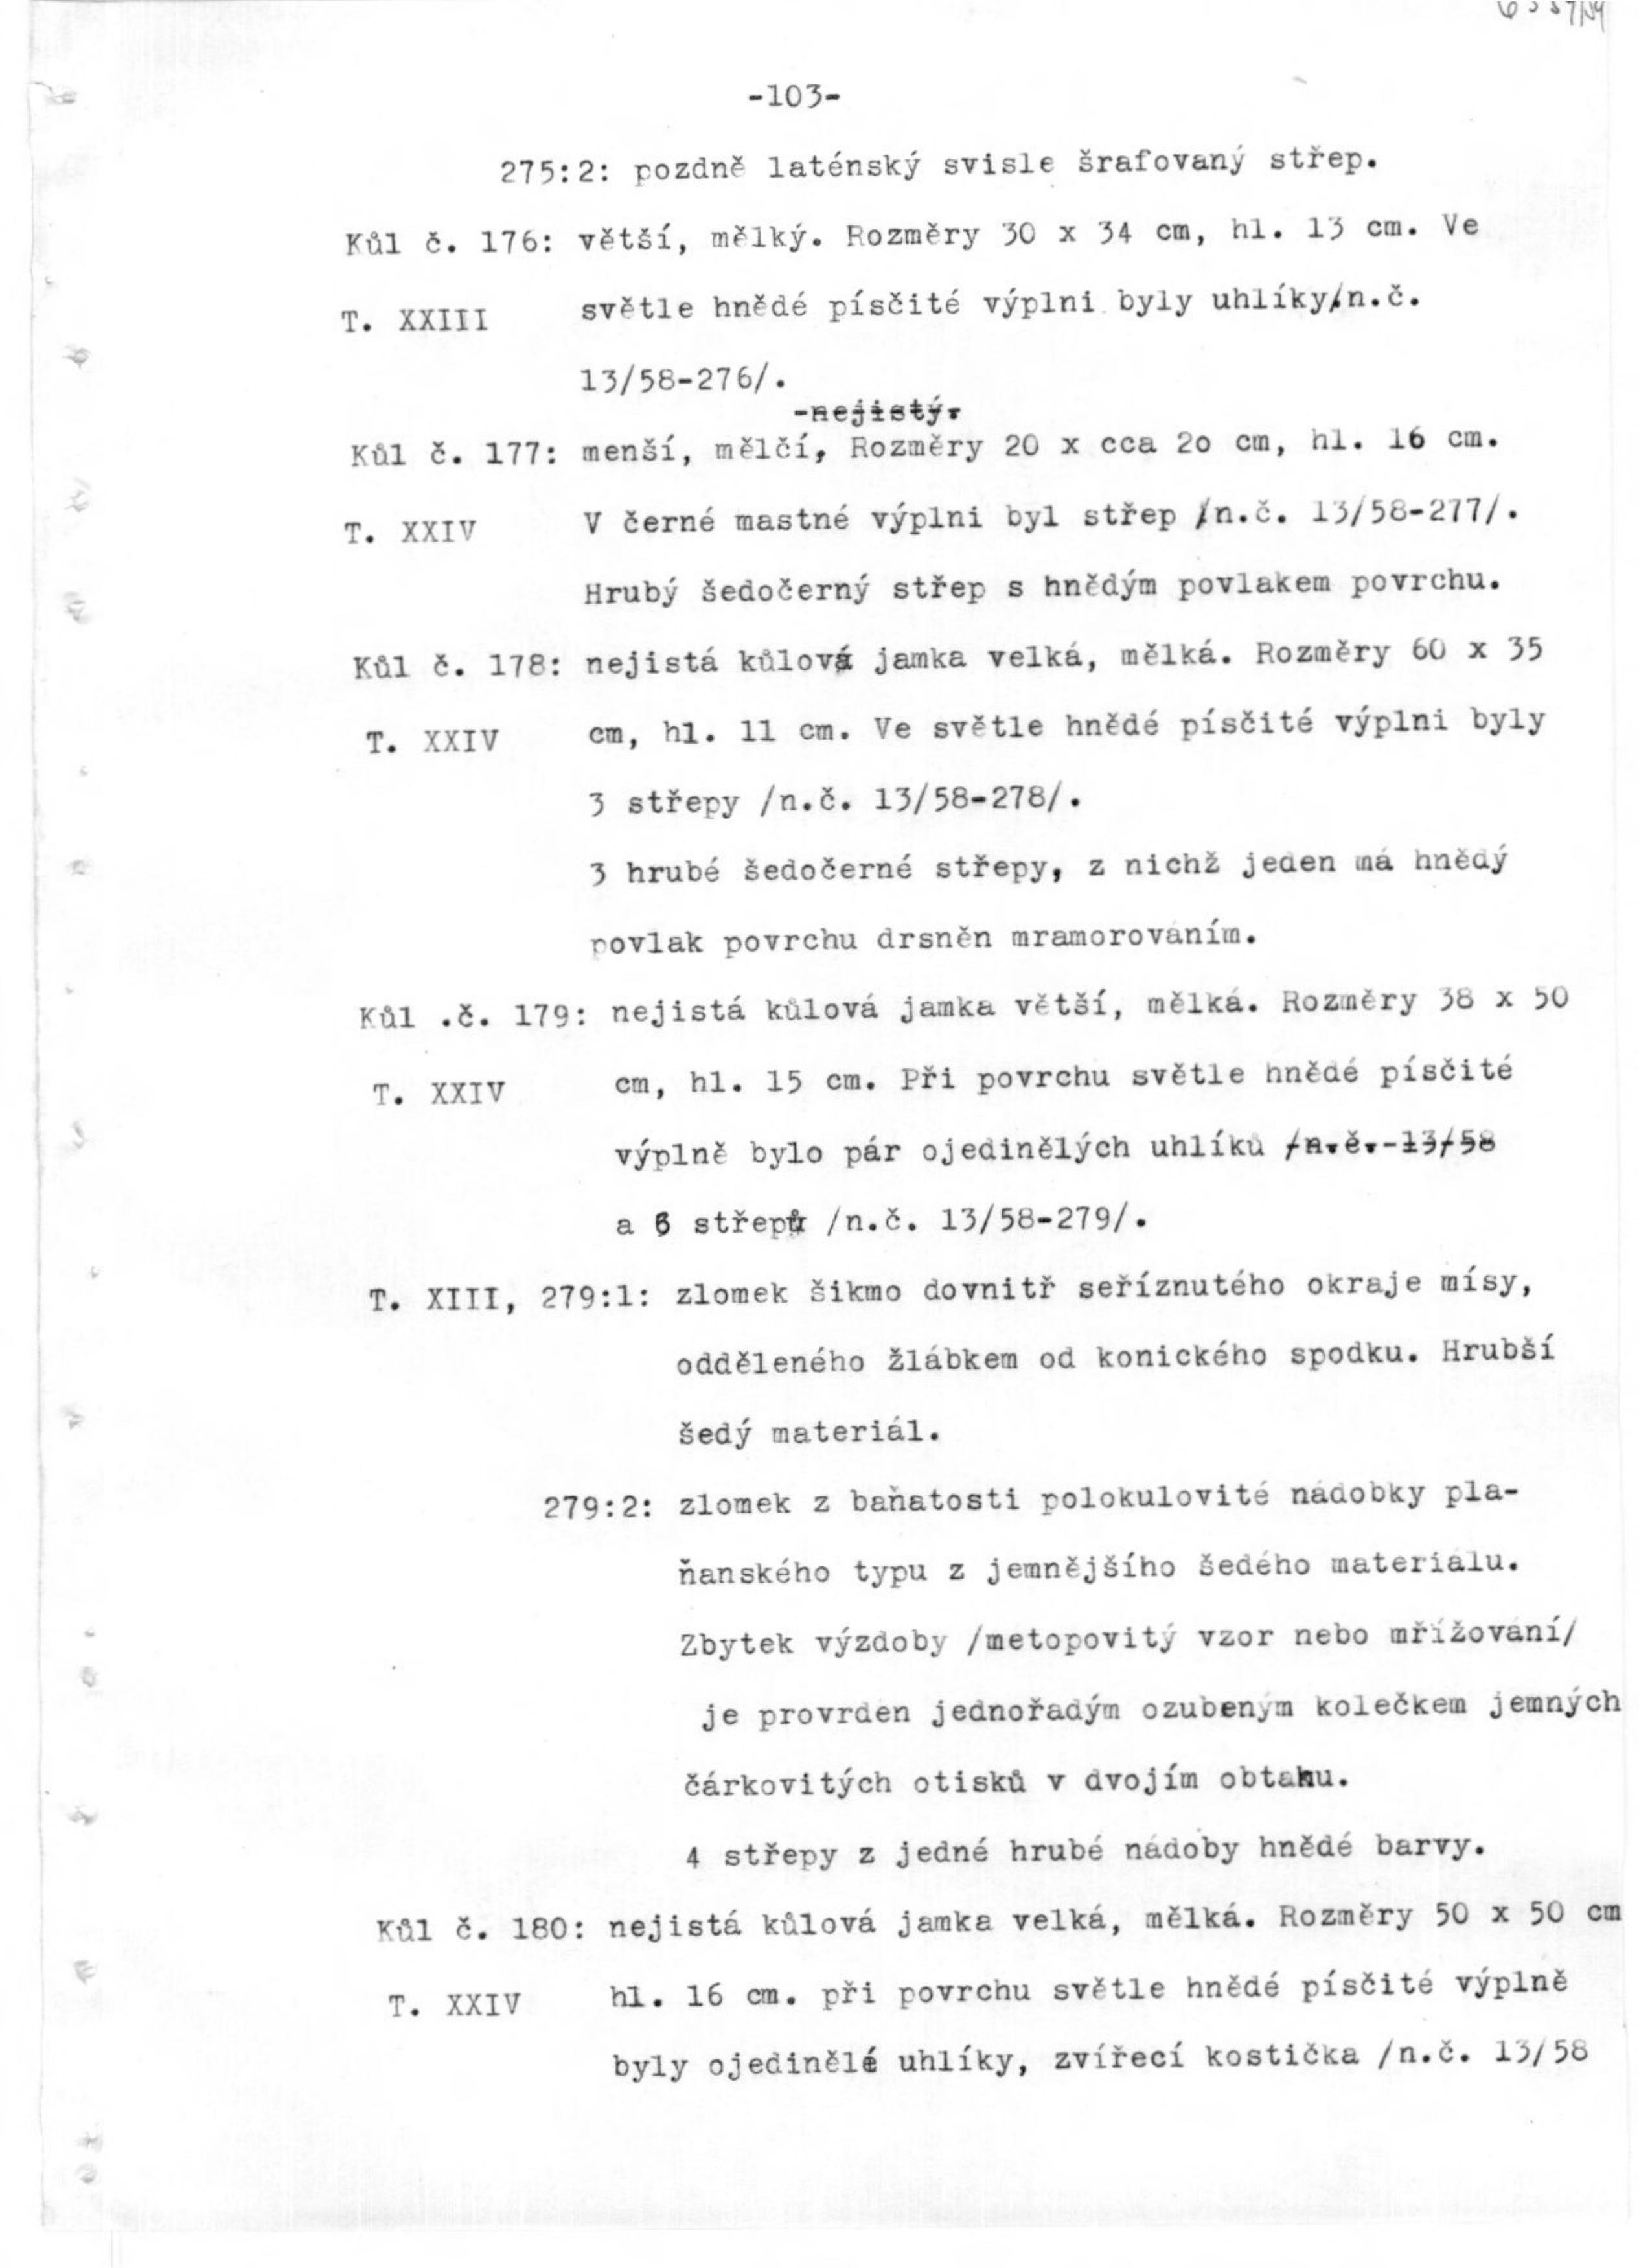 -103-
275:2: pozdně laténský svisle šrafovaný střep.
Kůl č. 176: větší, mělký. Rozměry 30 x 34 cm, hl. 13 cm. Ve
T. XXIII světle hnědé písčité výplni byly uhlíky/n.č.
13/58-276/.
-nejistý.
Kůl č. 177: menší, mělčí, Rozměry 20 x cca 2o cm, hl. 16 cm.
T. XXIV V černé mastné výplni byl střep /n.č. 13/58-277/.
Hrubý šedočerný střep s hnědým povlakem povrchu.
Kůl č. 178: nejistá kůlová jamka velká, mělká. Rozměry 60 x 35
T. XXIV cm, hl. 11 cm. Ve světle hnědé písčité výplni byly
3 střepy /n.č. 13/58-278/.
3 hrubé šedočerné střepy, z nichž jeden má hnědý
povlak povrchu drsněn mramorováním.
Kůl .č. 179: nejistá kůlová jamka větší, mělká. Rozměry 38 x 50
T. XXIV cm, hl. 15 cm. Při povrchu světle hnědé písčité
výplně bylo pár ojedinělých uhlíků /n.č.-13/58
a 6 střepů /n.č. 13/58-279/.
T. XIII, 279:1: zlomek šikmo dovnitř seříznutého okraje mísy,
odděleného žlábkem od konického spodku. Hrubší
šedý materiál.
279:2: zlomek z baňatosti polokulovité nádobky pla-
ňanského typu z jemnějšího šedého materiálu.
Zbytek výzdoby /metopovitý vzor nebo mřížování/
je provrden jednořadým ozubeným kolečkem jemných
čárkovitých otisků v dvojím obtahu.
4 střepy z jedné hrubé nádoby hnědé barvy.
Kůl č. 180: nejistá kůlová jamka velká, mělká. Rozměry 50 x 50 cm
T. XXIV hl. 16 cm. při povrchu světle hnědé písčité výplně
byly ojedinělé uhlíky, zvířecí kostička /n.č. 13/58